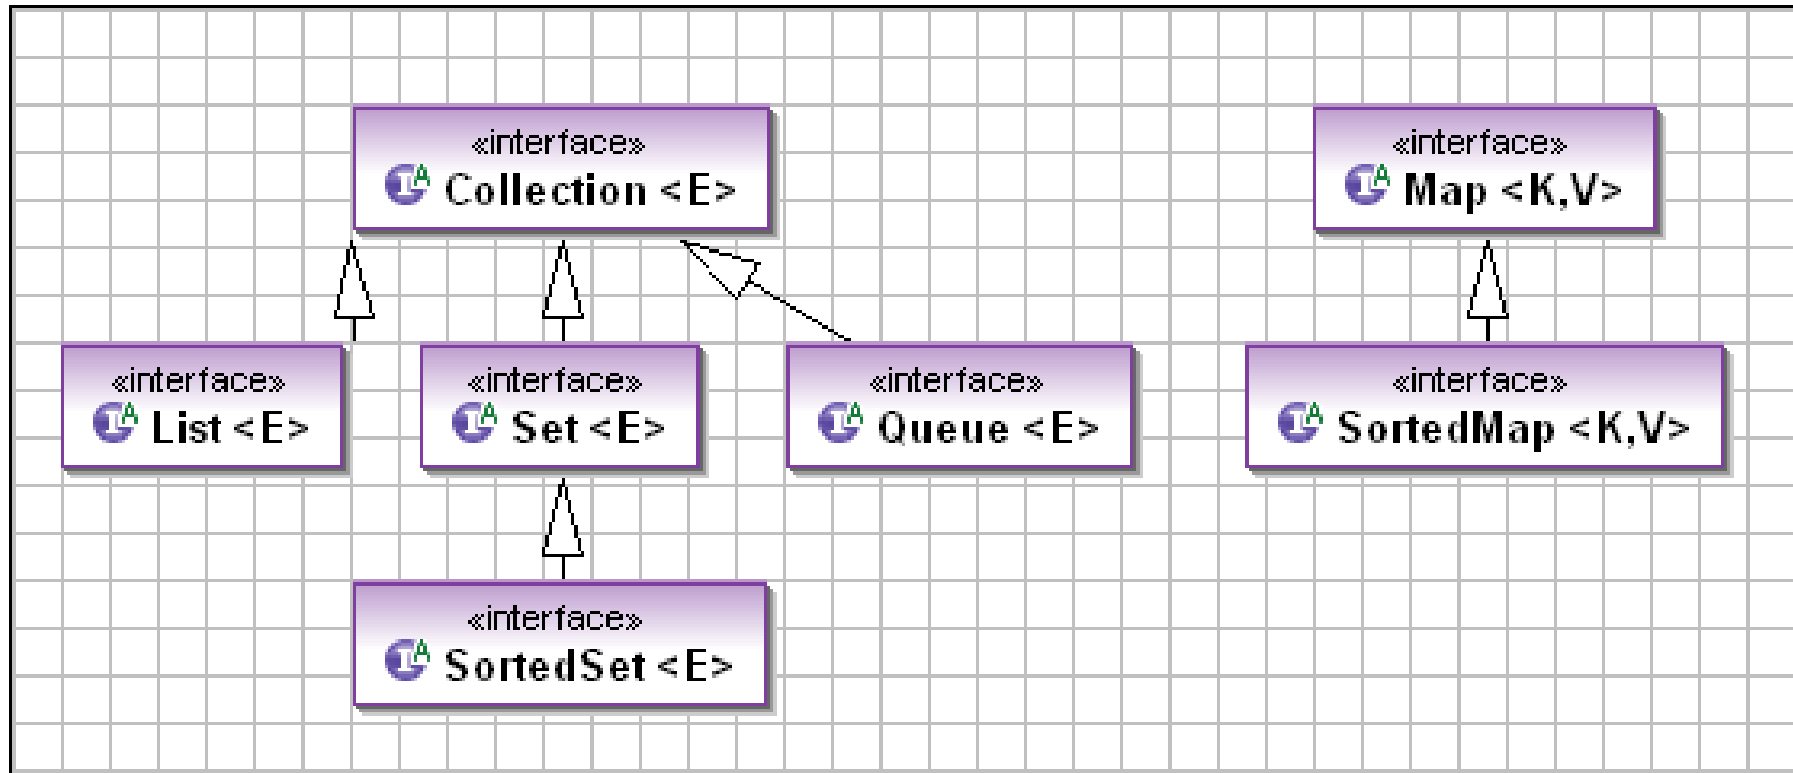 «interface»
Collection <E>
«interface»
Map <K,V>
«interface»
List <E>
«interface»
Set <E>
«interface»
Queue <E>
«interface»
SortedMap <K,V>
«interface»
SortedSet <E>